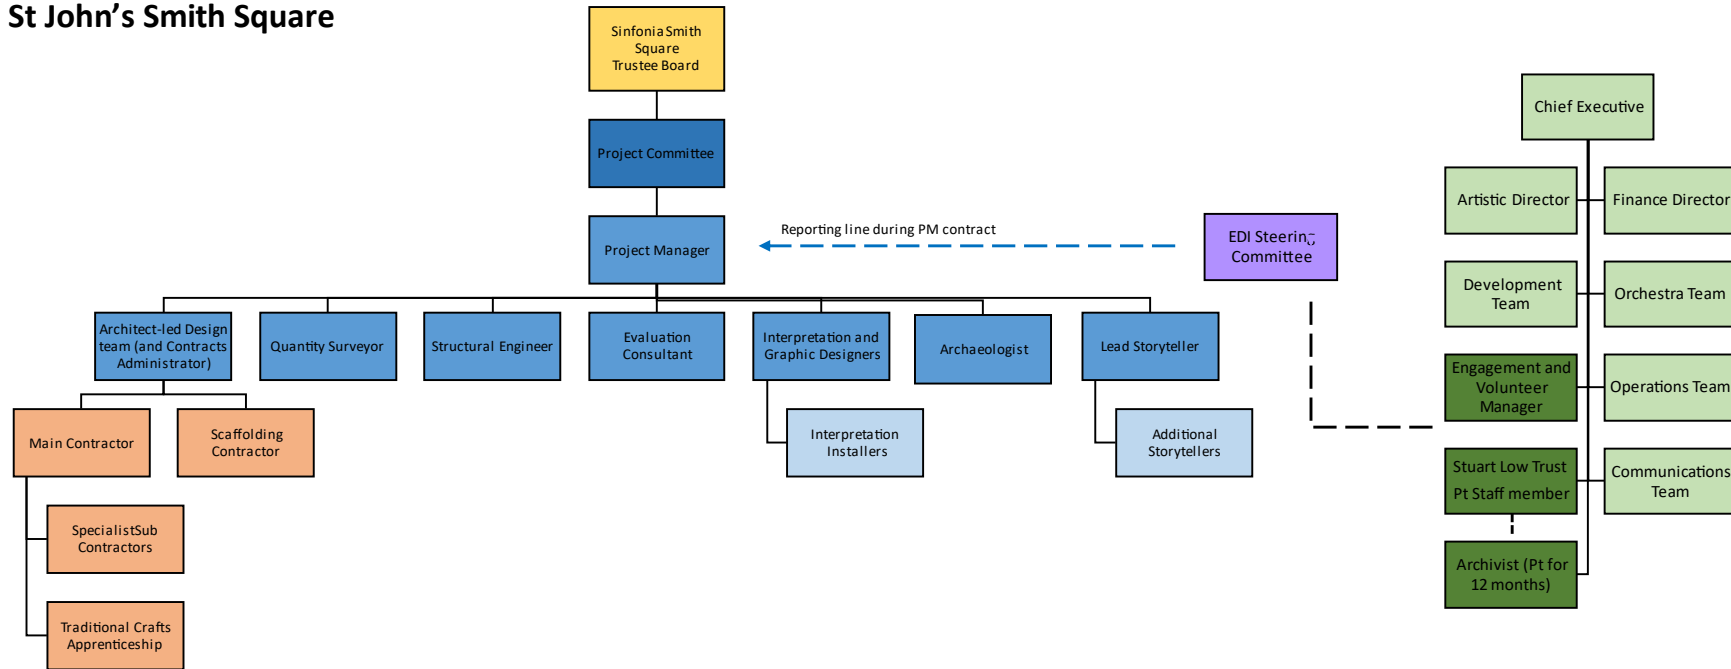 St John’s Smith Square
Sinfonia Smith
Square
Trustee Board
Project Committee
Project Manager
Reporting line during PM contract
EDI Steering
Committee
Architect-led Design
team (and Contracts
Administrator)
Quantity Surveyor
Structural Engineer
Evaluation
Consultant
Interpretation and
Graphic Designers
Archaeologist
Lead Storyteller
Main Contractor
Scaffolding
Contractor
Interpretation
Installers
Additional
Storytellers
SpecialistSub
Contractors
Traditional Crafts
Apprenticeship
Chief Executive
Artistic Director
Finance Director
Development
Team
Orchestra Team
Engagement and
Volunteer
Manager
Operations Team
Stuart Low Trust
Pt Staff member
Communications
Team
Archivist (Pt for
12 months)